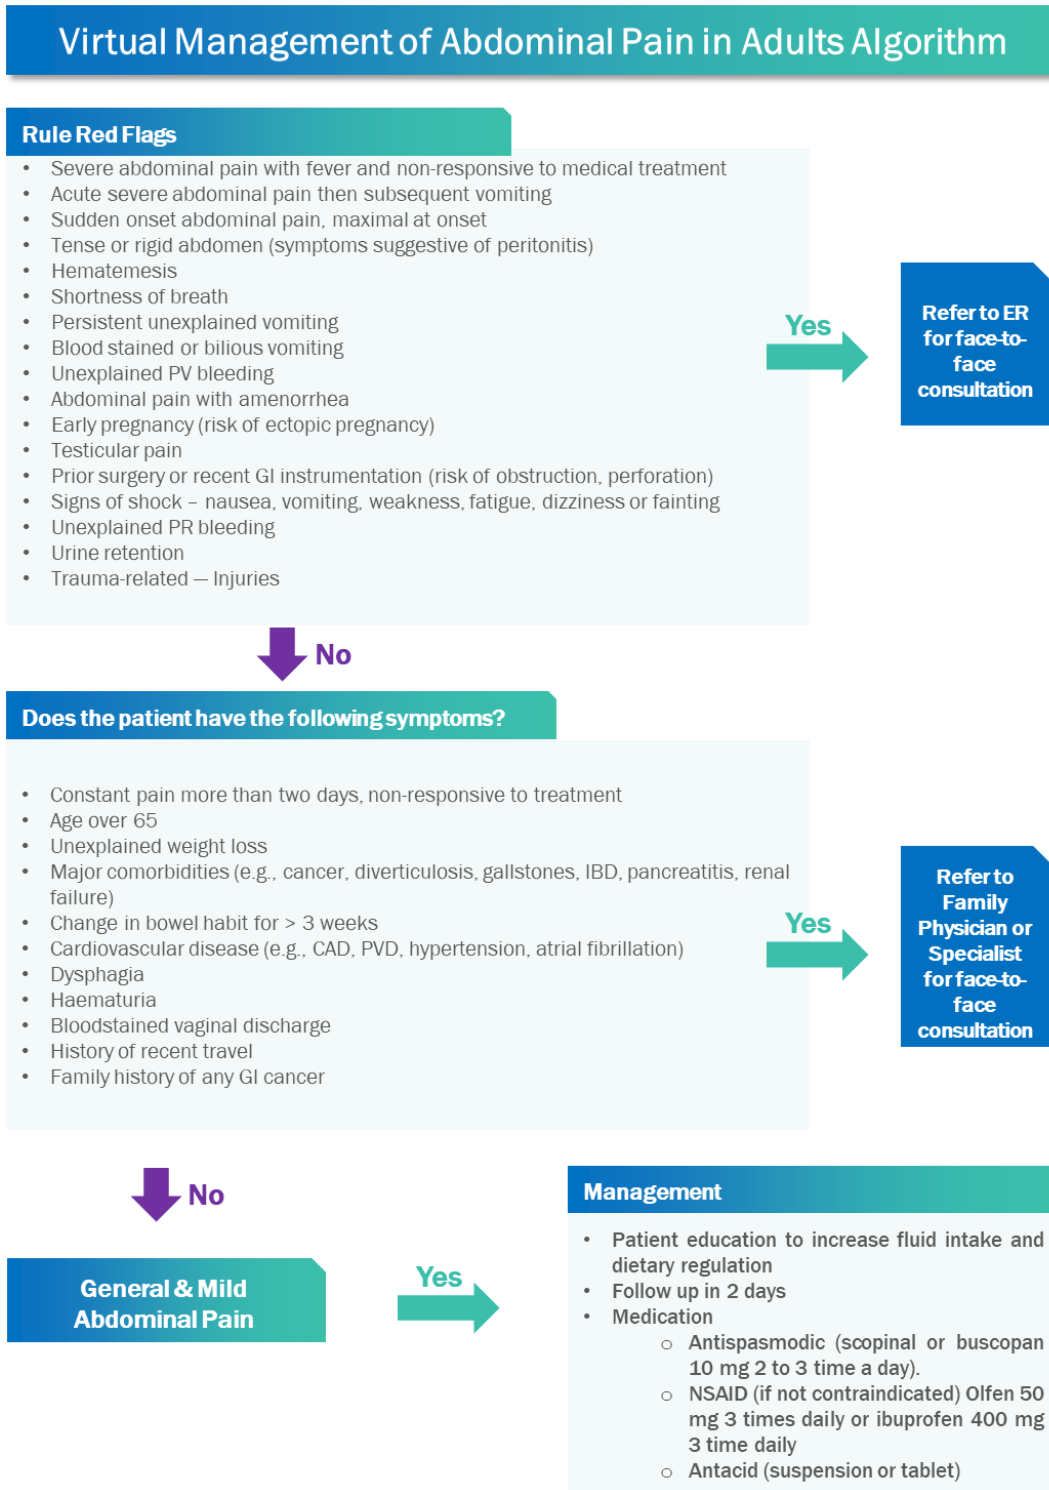 Virtual Management of Abdominal Pain in Adults Algorithm
Rule Red Flags
• Severe abdominal pain with fever and non-responsive to medical treatment
• Acute severe abdominal pain then subsequent vomiting
• Sudden onset abdominal pain, maximal at onset
• Tense or rigid abdomen (symptoms suggestive of peritonitis)
• Hematemesis
• Shortness of breath
• Persistent unexplained vomiting
• Blood stained or bilious vomiting
• Unexplained PV bleeding
• Abdominal pain with amenorrhea
• Early pregnancy (risk of ectopic pregnancy)
• Testicular pain
• Prior surgery or recent GI instrumentation (risk of obstruction, perforation)
• Signs of shock – nausea, vomiting, weakness, fatigue, dizziness or fainting
• Unexplained PR bleeding
• Urine retention
• Trauma-related — Injuries
Yes
Refer to ER
for face-to-
face
consultation
No
Does the patient have the following symptoms?
• Constant pain more than two days, non-responsive to treatment
• Age over 65
• Unexplained weight loss
• Major comorbidities (e.g., cancer, diverticulosis, gallstones, IBD, pancreatitis, renal
failure)
• Change in bowel habit for > 3 weeks
• Cardiovascular disease (e.g., CAD, PVD, hypertension, atrial fibrillation)
• Dysphagia
• Haematuria
• Bloodstained vaginal discharge
• History of recent travel
• Family history of any GI cancer
Yes
Refer to
Family
Physician or
Specialist
for face-to-
face
consultation
No
General & Mild
Abdominal Pain
Yes
Management
• Patient education to increase fluid intake and
dietary regulation
• Follow up in 2 days
• Medication
o Antispasmodic (scopinal or buscopan
10 mg 2 to 3 time a day).
o NSAID (if not contraindicated) Olfen 50
mg 3 times daily or ibuprofen 400 mg
3 time daily
o Antacid (suspension or tablet)